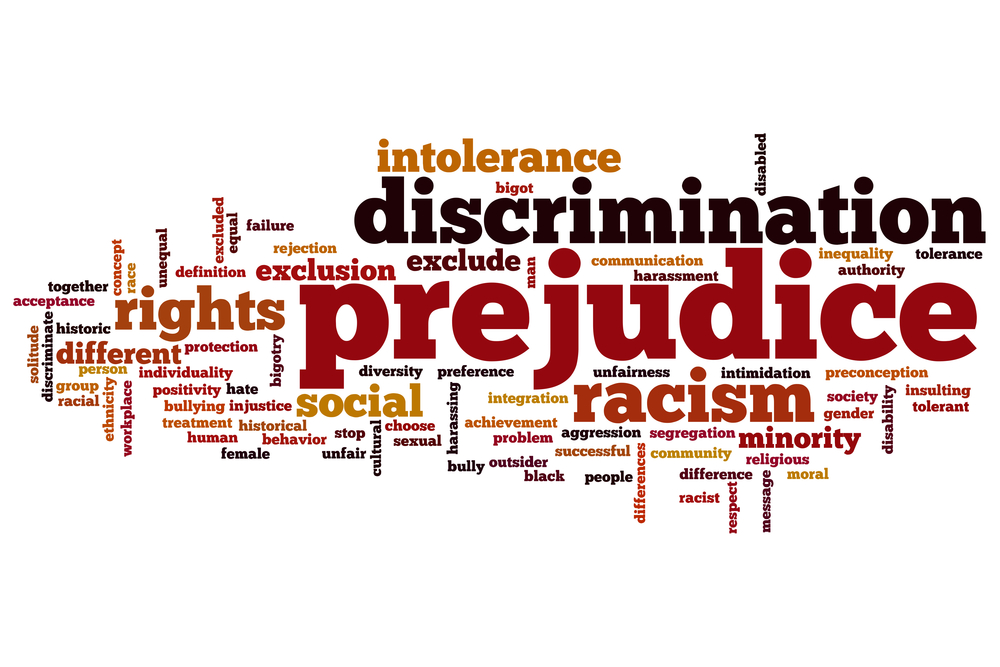 intolerance
disabled
bigot
discrimination
excluded
equal
failure
unequal
rejection
concept
race
definition
exclusion
exclude
man
communication
harassment
inequality
authority
tolerance
together
acceptance
rights
prejudice
solitude
discriminate
historic
different
protection
bigotry
person
individuality
diversity
preference
unfairness
intimidation
preconception
group
racial
ethnicity
workplace
positivity
hate
bullying
injustice
social
harassing
integration
racism
society
gender
disability
insulting
tolerant
treatment
historical
human
behavior
stop
cultural
choose
sexual
achievement
problem
aggression
segregation
minority
female
unfair
bully
outsider
black
successful
people
differences
community
religious
difference
moral
racist
respect
message